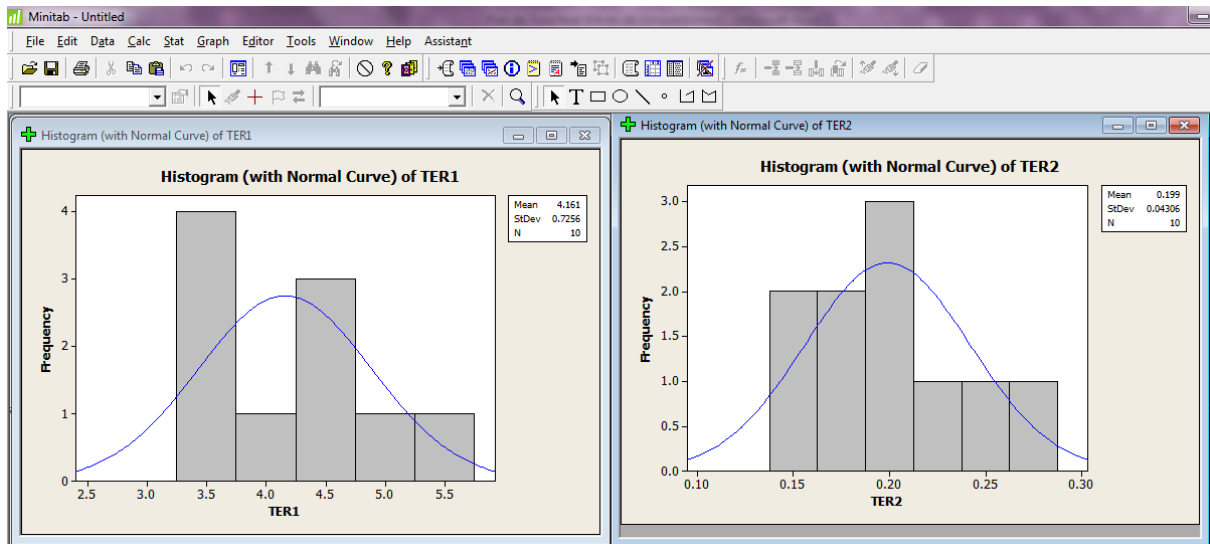 Minitab - Untitled
File Edit Data Calc Stat Graph Editor Tools Window Help Assistant
Histogram (with Normal Curve) of TER1
Histogram (with Normal Curve) of TER1
Mean 4.161
StDev 0.7256
N 10
Frequency
4
3
2
1
0
2.5 3.0 3.5 4.0 4.5 5.0 5.5
TER1
Histogram (with Normal Curve) of TER2
Histogram (with Normal Curve) of TER2
Mean 0.199
StDev 0.04306
N 10
Frequency
3.0
2.5
2.0
1.5
1.0
0.5
0.0
0.10 0.15 0.20 0.25 0.30
TER2